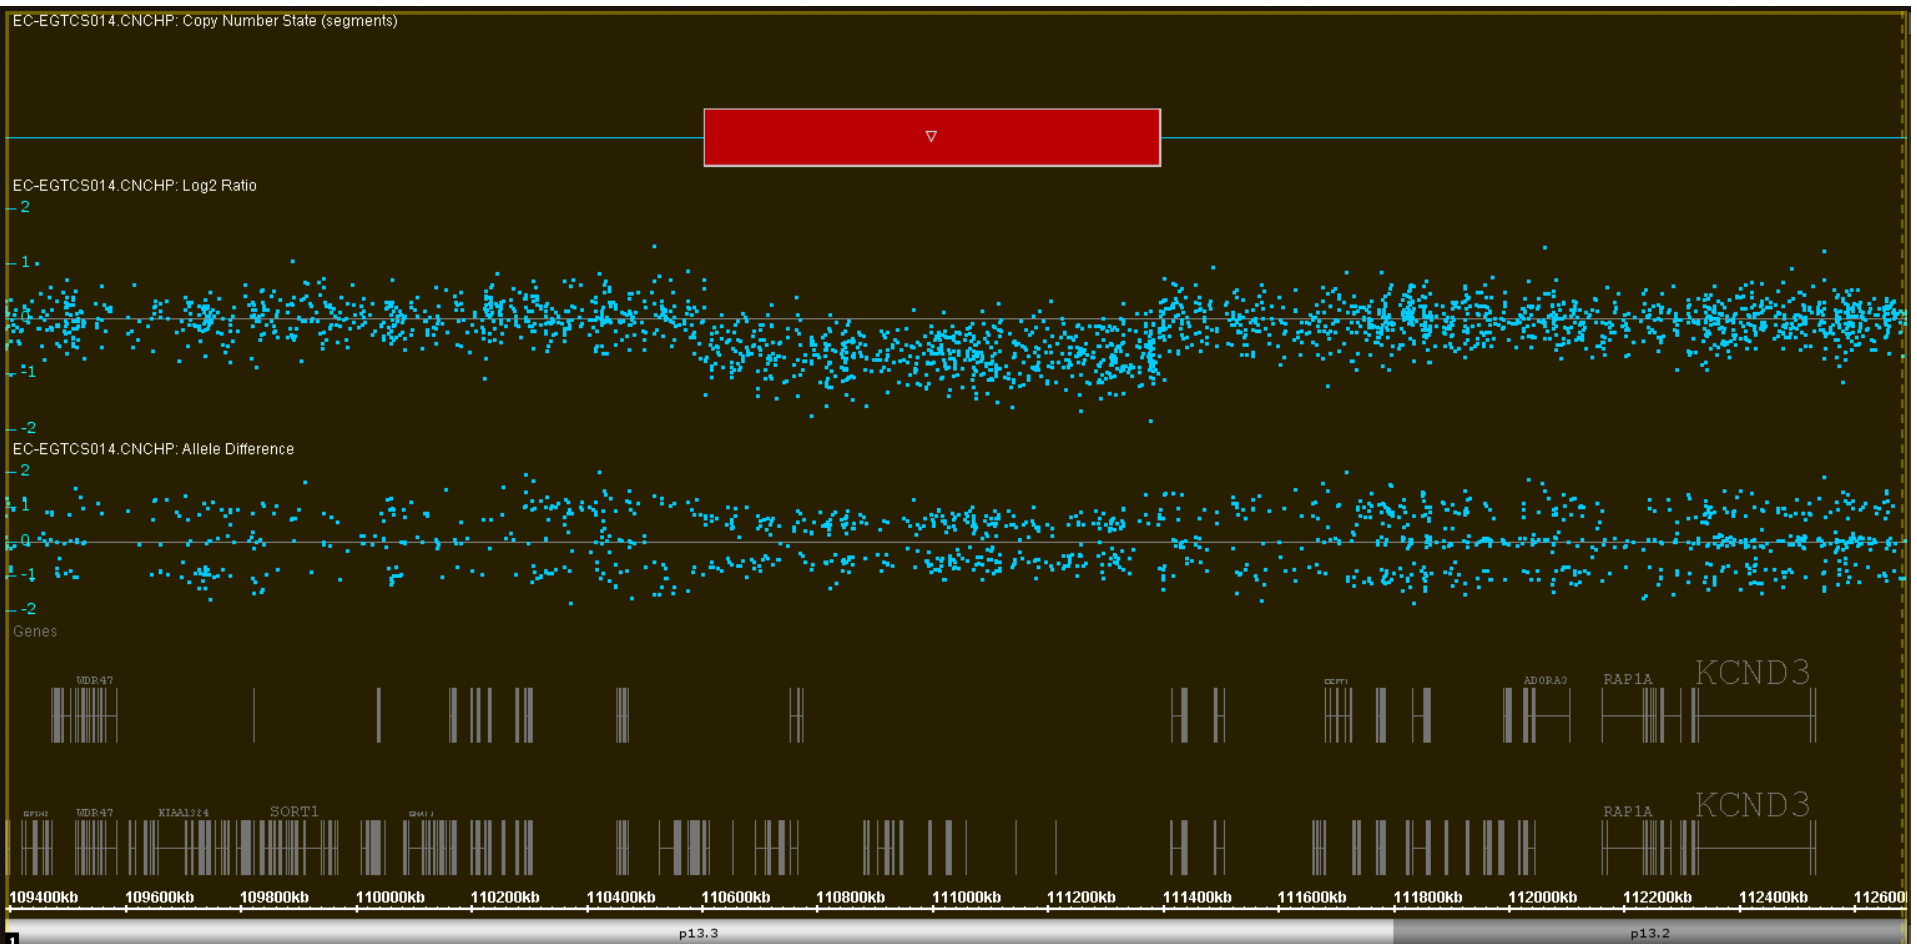 EC-EGTCS014.CNCHP: Copy Number State (segments)
EC-EGTCS014.CNCHP: Log2 Ratio
2
1
0
-1
-2
EC-EGTCS014.CNCHP: Allele Difference
2
1
0
-1
-2
Genes
WDR47 ADORA3 RAP1A KCND3
WDR47 KIAA1324 SORT1 RAP1A KCND3
109400kb 109600kb 109800kb 110000kb 110200kb 110400kb 110600kb 110800kb 111000kb 111200kb 111400kb 111600kb 111800kb 112000kb 112200kb 112400kb 112600
1 p13.3 p13.2